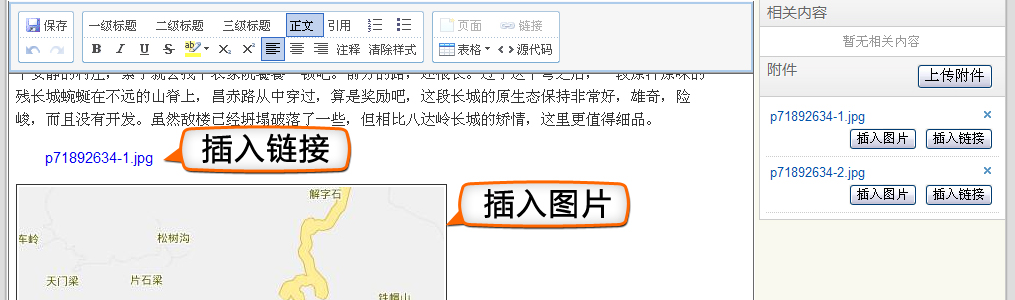 保存 一级标题 二级标题 三级标题 正文 引用 页面 链接
B I U S ab X₂ X² 注释 清除样式 表格 <>源代码
残长城蜿蜒在不远的山脊上，昌赤路从中穿过，算是奖励吧，这段长城的原生态保持非常好，雄奇，险
峻，而且没有开发。虽然敌楼已经坍塌破落了一些，但相比八达岭长城的矫情，这里更值得细品。
p71892634-1.jpg
插入链接
插入图片
解字石
车岭
松树沟
天门梁
片石梁
铁帽山
相关内容
暂无相关内容
附件
上传附件
p71892634-1.jpg ×
插入图片 插入链接
p71892634-2.jpg ×
插入图片 插入链接